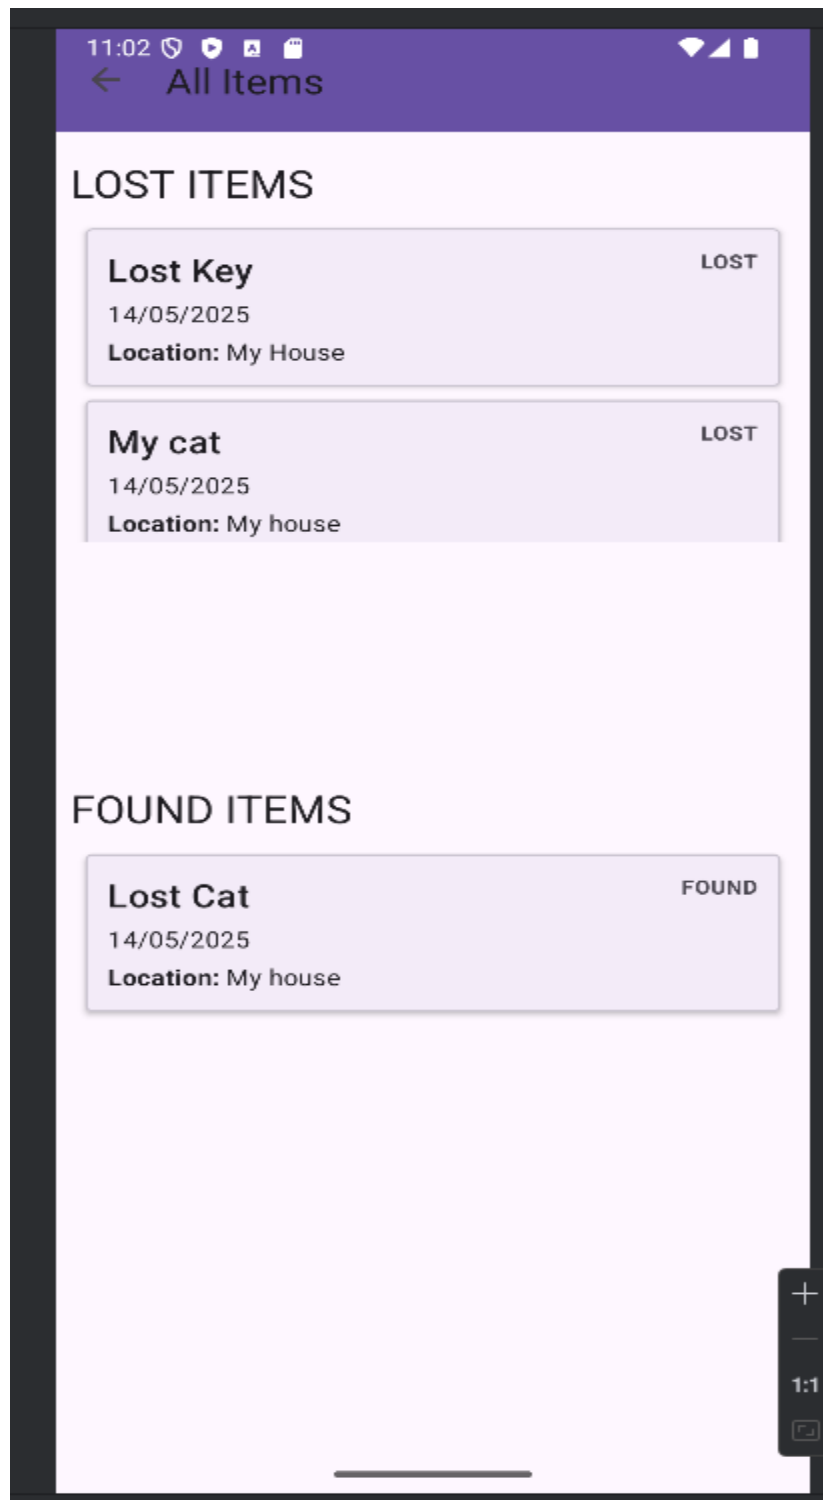 11:02
All Items
LOST ITEMS
Lost Key LOST
14/05/2025
Location: My House
My cat LOST
14/05/2025
Location: My house
FOUND ITEMS
Lost Cat FOUND
14/05/2025
Location: My house
1:1